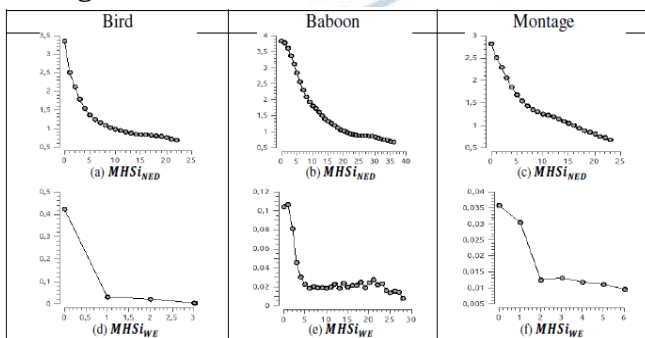 Bird Baboon Montage
3,5 3 2,5 2 1,5 1 0,5
0 5 10 15 20 25
(a) MHSi_NED
4 3,5 3 2,5 2 1,5 1 0,5
0 5 10 15 20 25 30 35 40
(b) MHSi_NED
3 2,5 2 1,5 1 0,5
0 5 10 15 20 25
(c) MHSi_NED
0,5 0,4 0,3 0,2 0,1 0
0 1 2 3
(d) MHSi_WE
0,12 0,1 0,08 0,06 0,04 0,02 0
0 5 10 15 20 25 30
(e) MHSi_WE
0,04 0,035 0,03 0,025 0,02 0,015 0,01 0,005
0 1 2 3 4 5 6
(f) MHSi_WE